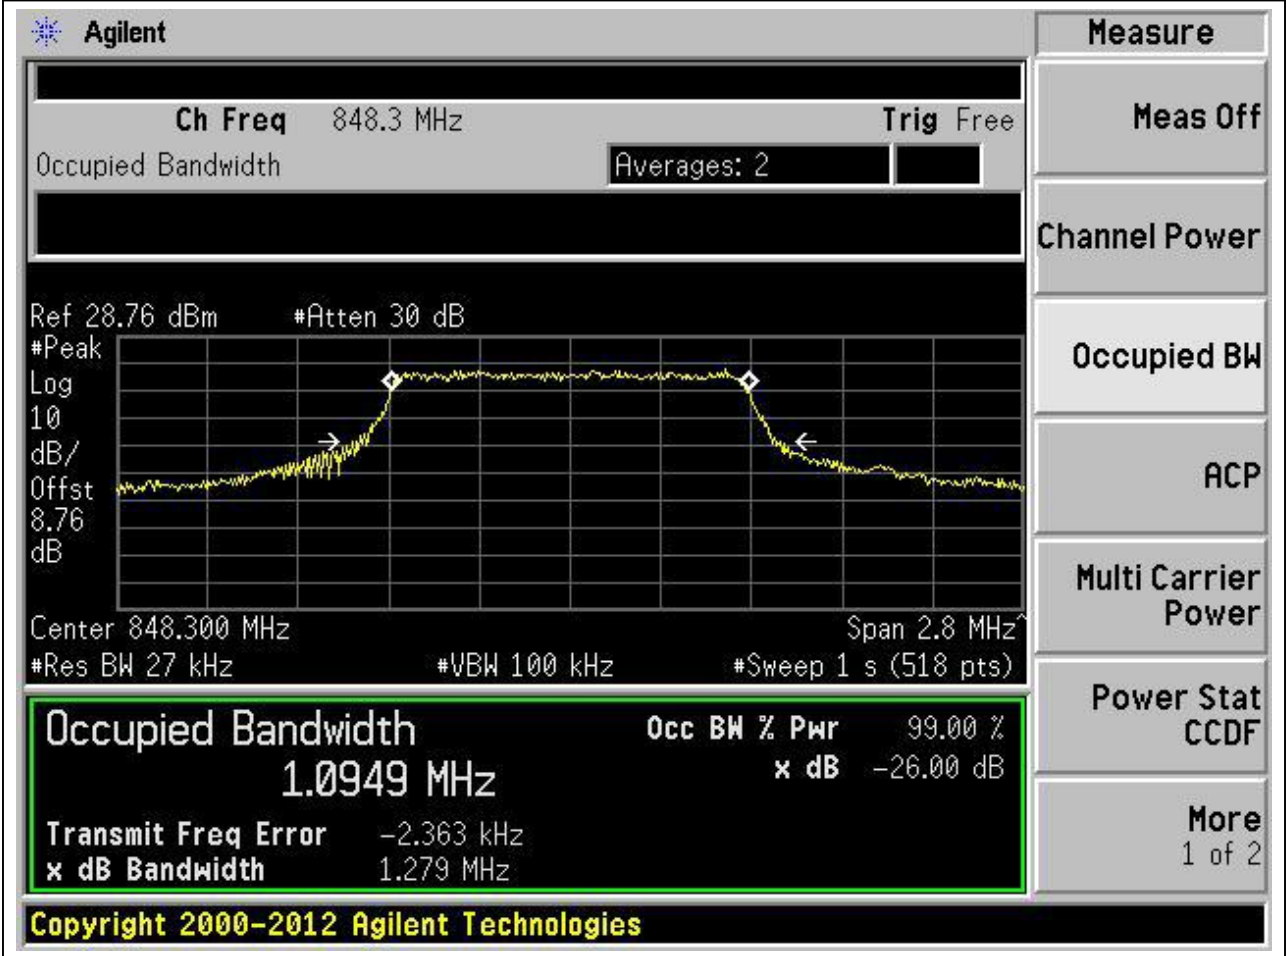 Agilent
Measure
Ch Freq 848.3 MHz Trig Free
Occupied Bandwidth Averages: 2
Ref 28.76 dBm #Atten 30 dB
#Peak
Log
10
dB/
Offst
8.76
dB
Center 848.300 MHz Span 2.8 MHz^
#Res BW 27 kHz #VBW 100 kHz #Sweep 1 s (518 pts)
Occupied Bandwidth Occ BW % Pwr 99.00 %
1.0949 MHz x dB -26.00 dB
Transmit Freq Error -2.363 kHz
x dB Bandwidth 1.279 MHz
Meas Off
Channel Power
Occupied BW
ACP
Multi Carrier
Power
Power Stat
CCDF
More
1 of 2
Copyright 2000-2012 Agilent Technologies